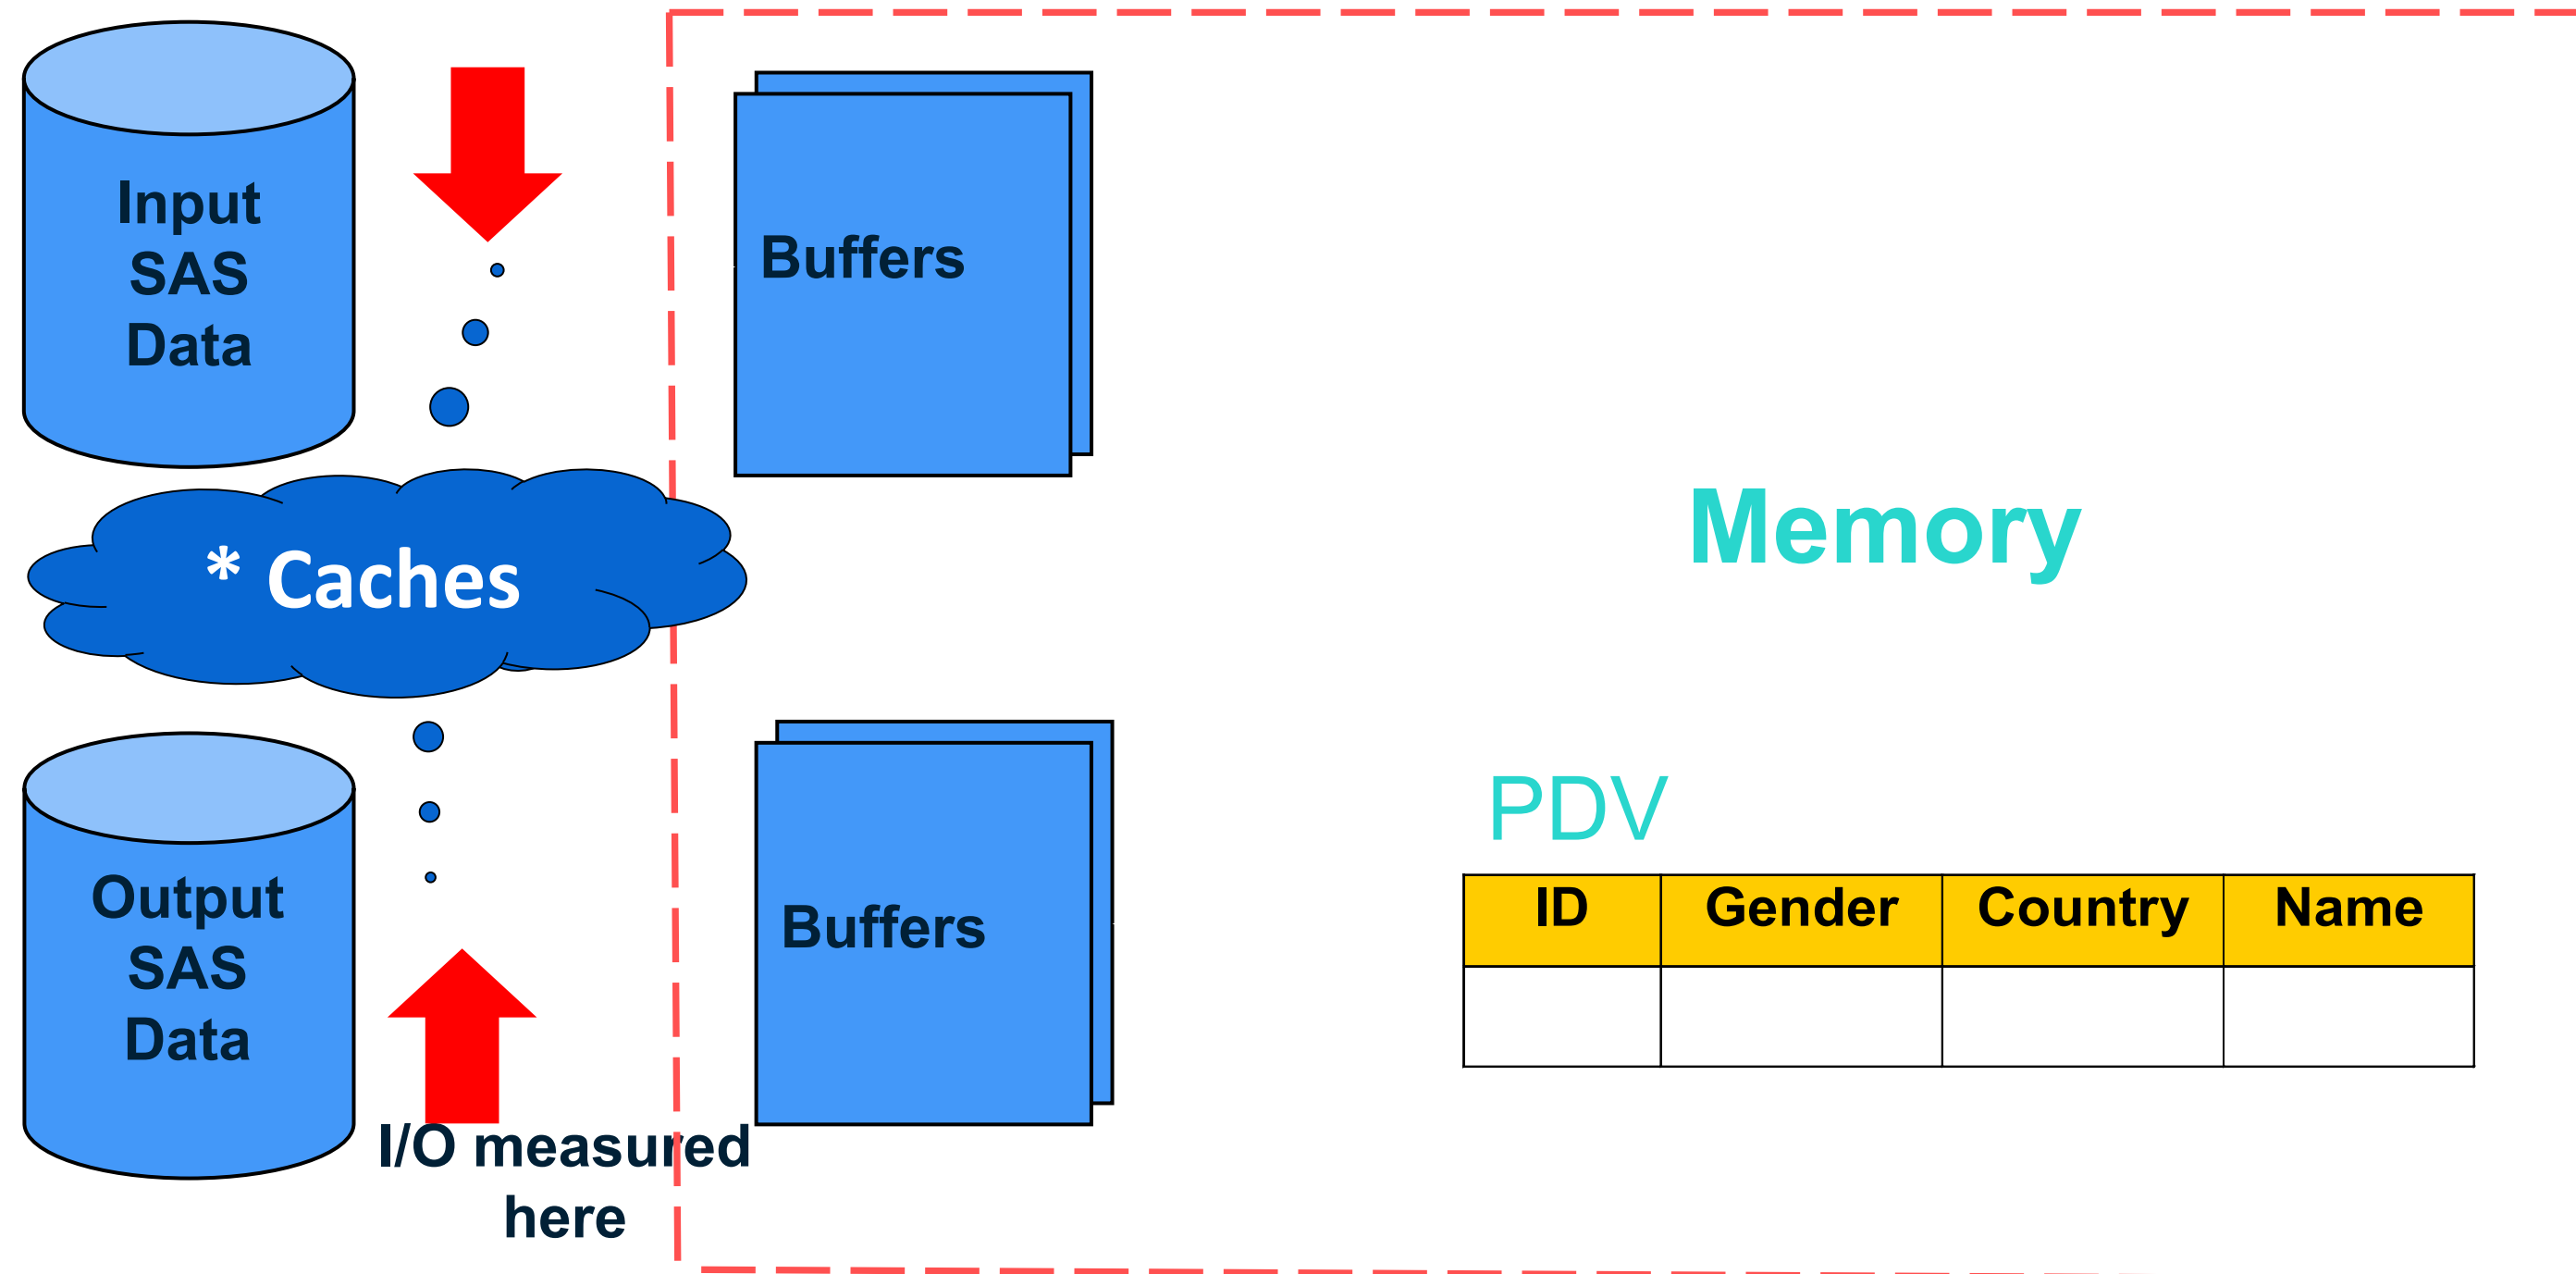 Input
SAS
Data
Buffers
* Caches
Memory
Output
SAS
Data
Buffers
PDV
ID Gender Country Name
I/O measured
here